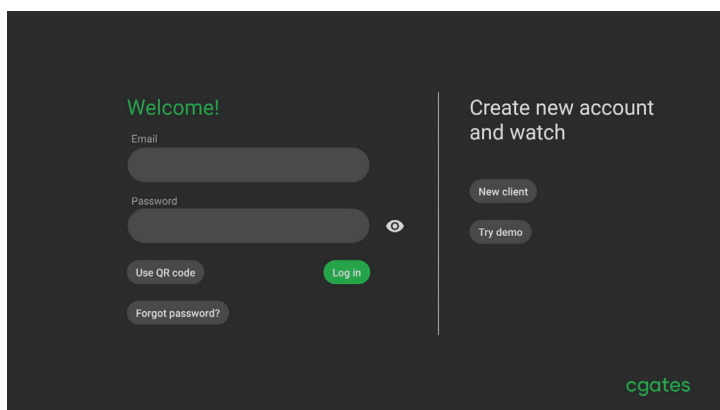 Welcome!
Email
Password
Use QR code
Log in
Forgot password?
Create new account
and watch
New client
Try demo
cgates